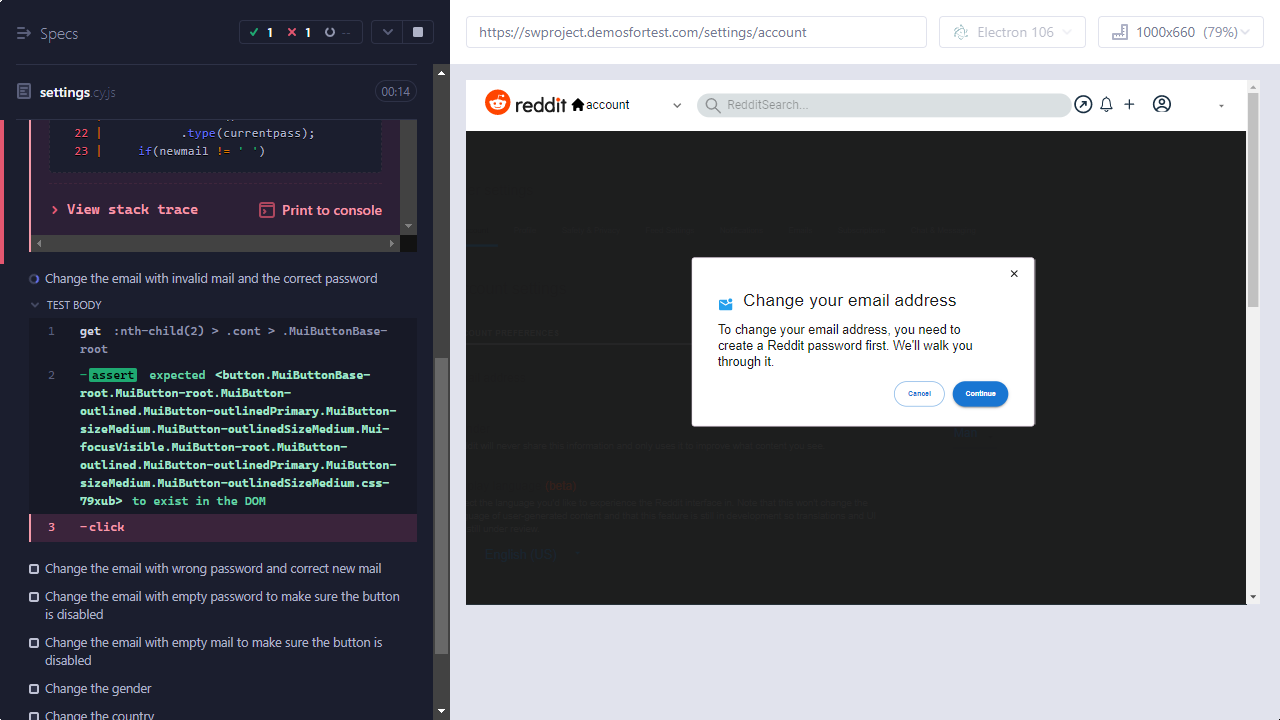 Specs
1
1
--
settings.cy.js
00:14
22 | .type(currentpass);
23 | if(newmail != ' ')
View stack trace
Print to console
Change the email with invalid mail and the correct password
TEST BODY
1 get :nth-child(2) > .cont > .MuiButtonBase-
root
2 -assert expected <button.MuiButtonBase-
root.MuiButton-root.MuiButton-
outlined.MuiButton-outlinedPrimary.MuiButton-
sizeMedium.MuiButton-outlinedSizeMedium.Mui-
focusVisible.MuiButton-root.MuiButton-
outlined.MuiButton-outlinedPrimary.MuiButton-
sizeMedium.MuiButton-outlinedSizeMedium.css-
79xub> to exist in the DOM
3 -click
Change the email with wrong password and correct new mail
Change the email with empty password to make sure the button
is disabled
Change the email with empty mail to make sure the button is
disabled
Change the gender
Change the country
https://swproject.demosfortest.com/settings/account
Electron 106
1000x660 (79%)
reddit
account
RedditSearch...
Change your email address
To change your email address, you need to
create a Reddit password first. We'll walk you
through it.
Cancel
Continue